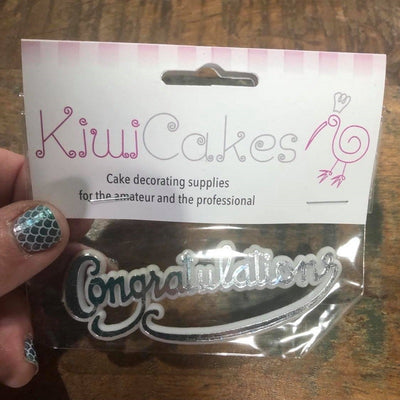 KiwiCakes
Cake decorating supplies
for the amateur and the professional
Congratulations